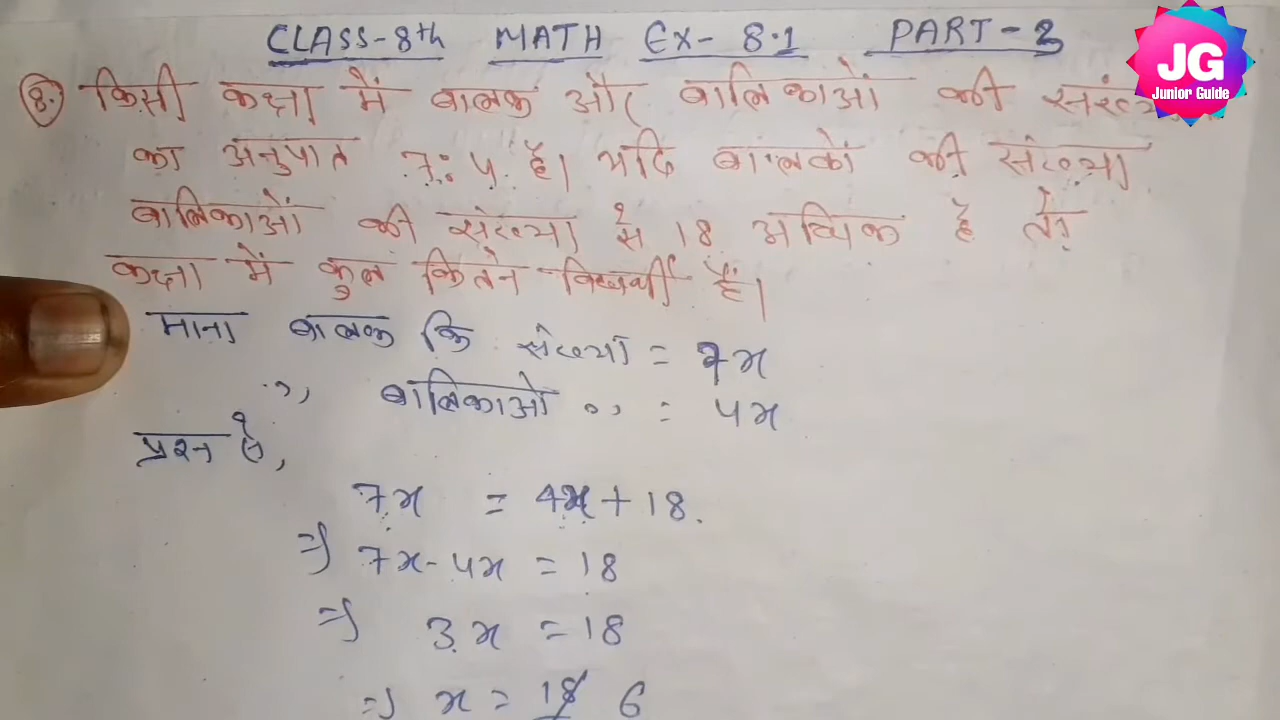 CLASS-8th MATH EX- 8.1 PART-3
JG
Junior Guide
8. किसी कक्षा में बालक और बालिकाओं की संख्या
का अनुपात 7:4 है। यदि बालकों की संख्या
बालिकाओं की संख्या से 18 अधिक है तो
कक्षा में कुल कितने विद्यार्थी हैं।
माना बालक कि संख्या = 7x
,, बालिकाओ ,, = 4x
प्रश्न से,
7x = 4x + 18.
=> 7x - 4x = 18
=> 3x = 18
=> x = 18 6